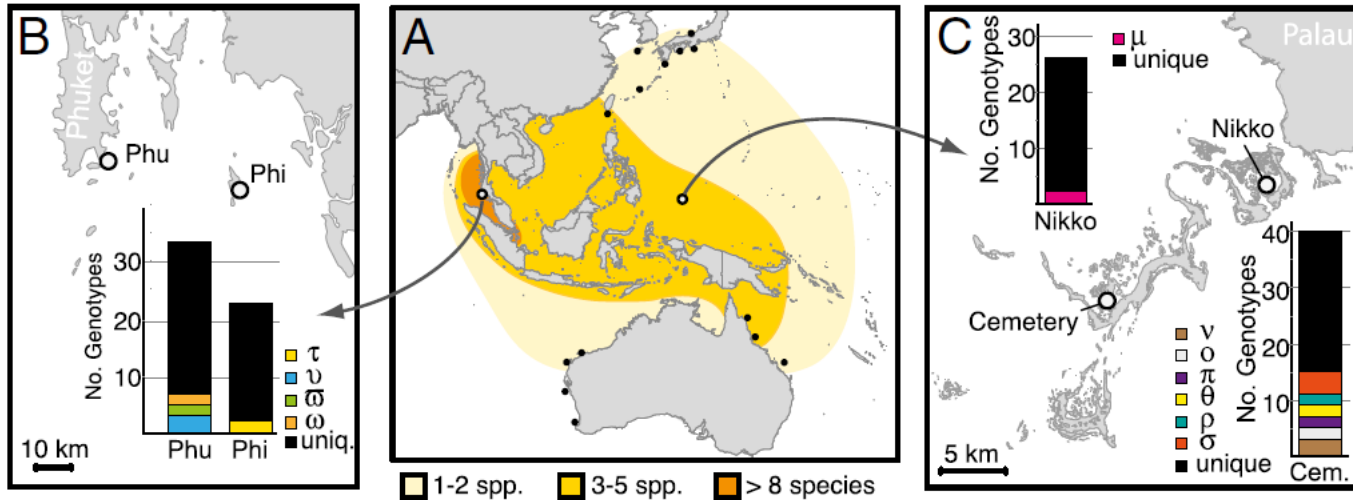 B
Phuket
Phu
Phi
No. Genotypes
30
20
10
Phu Phi
τ
υ
ϖ
ω
uniq.
10 km
A
1-2 spp. 3-5 spp. > 8 species
C
Palau
No. Genotypes
30
20
10
Nikko
μ
unique
Nikko
Cemetery
No. Genotypes
40
30
20
10
Cem.
ν
ο
π
θ
ρ
σ
unique
5 km